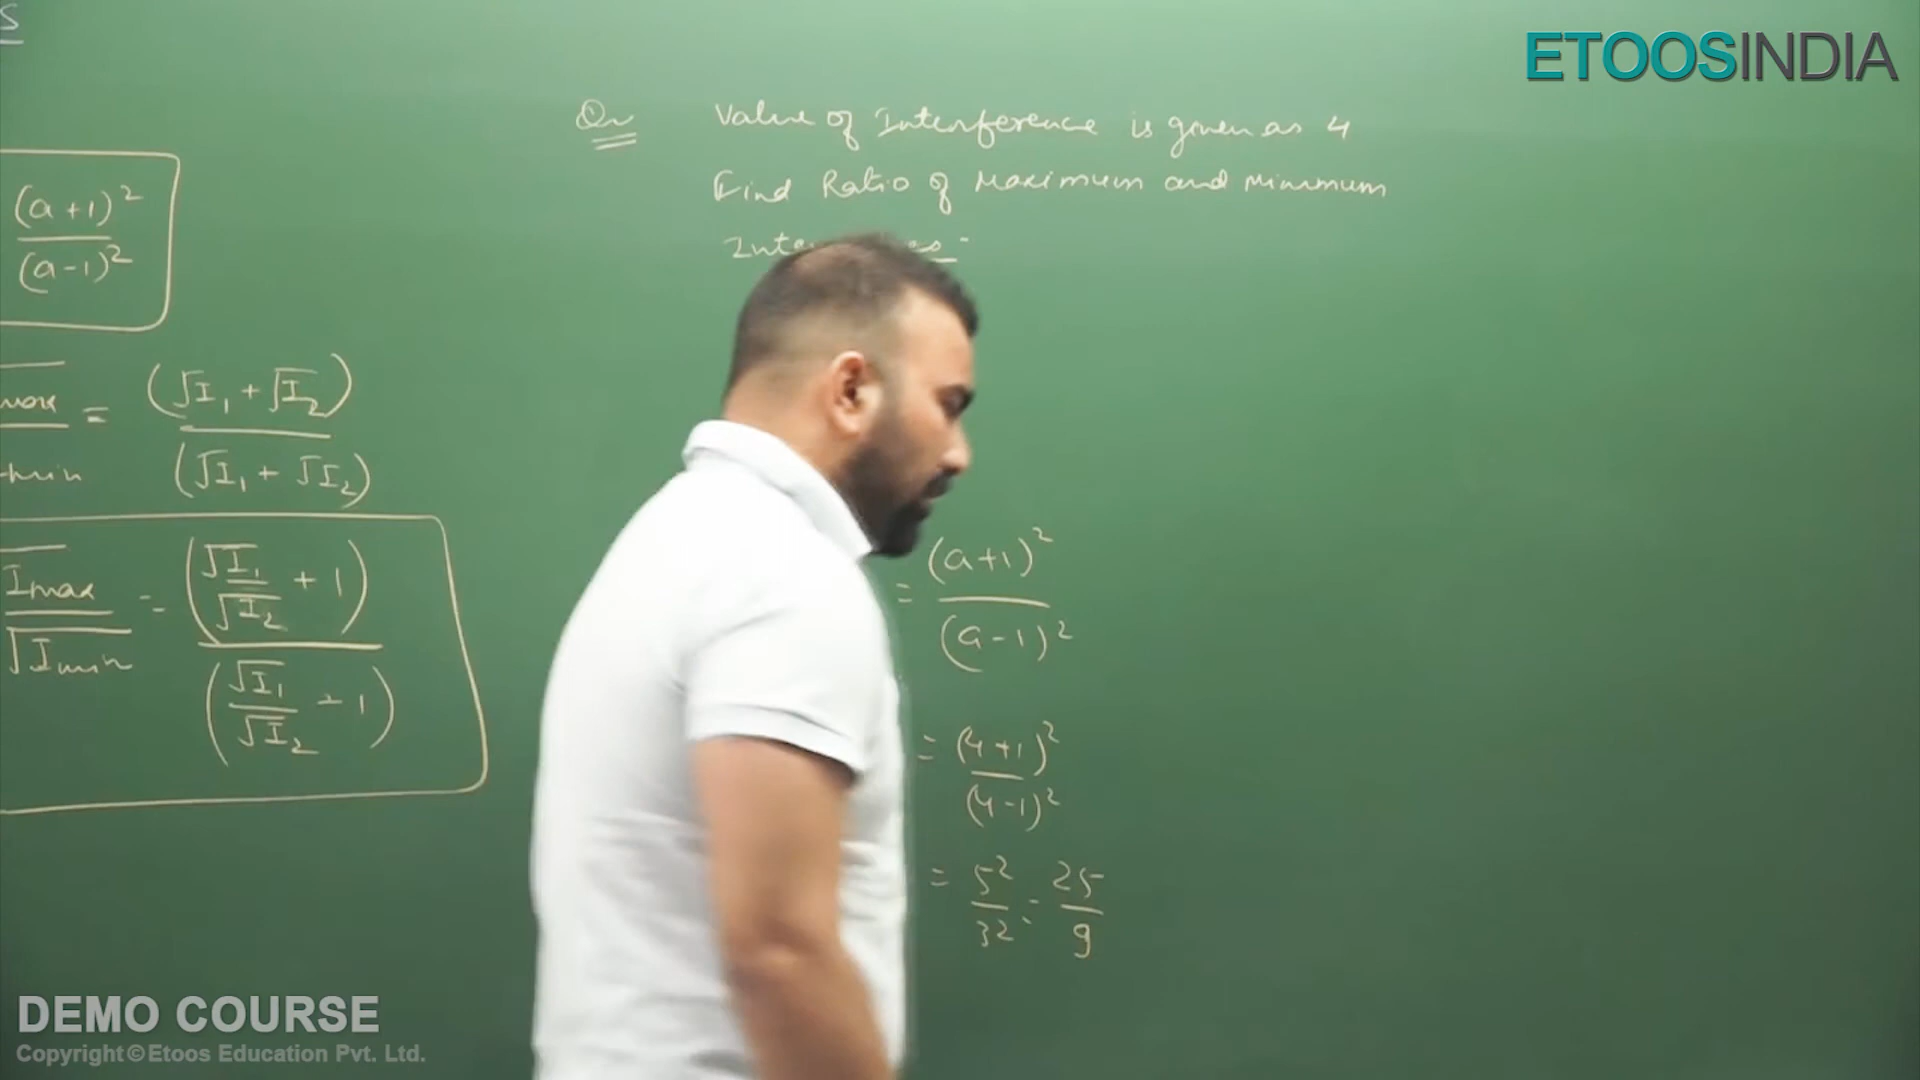 S
ETOOSINDIA
Qn Value of Interference is given as 4
Find Ratio of Maximum and Minimum
(a+1)²
(a-1)²
max = (√I₁ + √I₂)
min (√I₁ + √I₂)
Imax = (√I₁/√I₂ + 1)
√Imin (√I₁/√I₂ - 1)
= (a+1)²
(a-1)²
= (4+1)²
(4-1)²
= 5²/32 = 25/9
DEMO COURSE
Copyright © Etoos Education Pvt. Ltd.